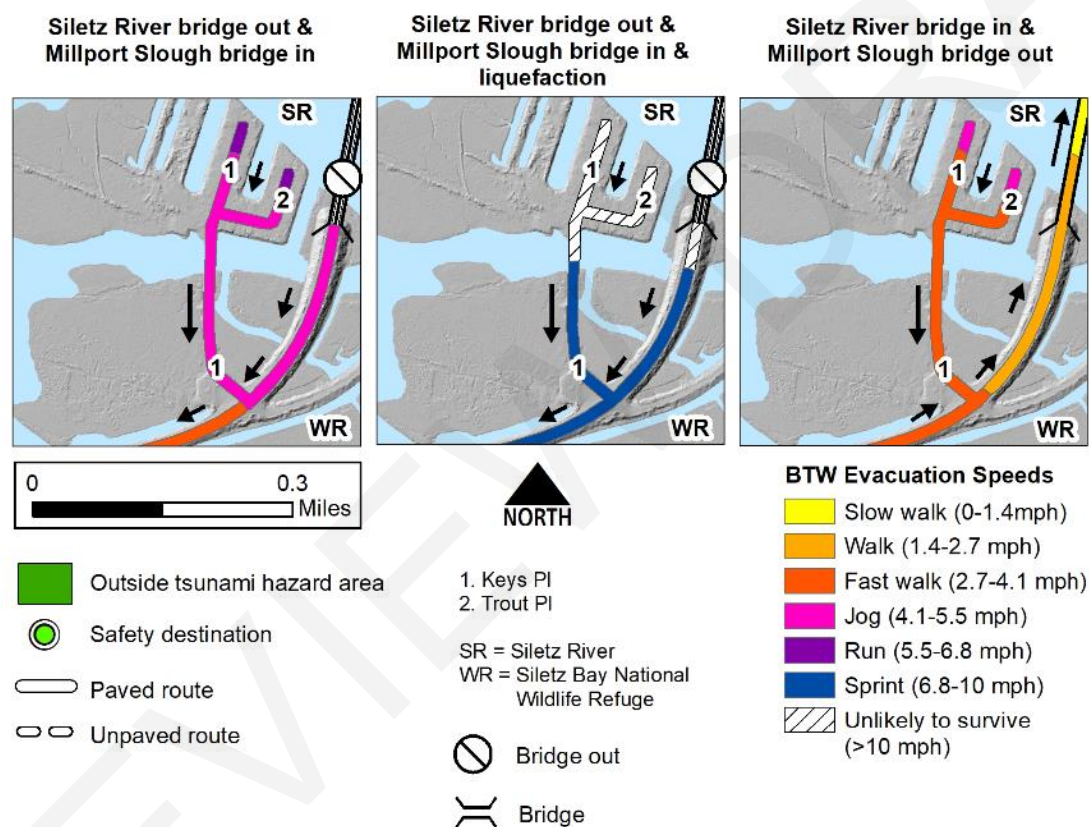 Siletz River bridge out &
Millport Slough bridge in
Siletz River bridge out &
Millport Slough bridge in &
liquefaction
Siletz River bridge in &
Millport Slough bridge out
SR
1
2
1
WR
SR
1
2
1
WR
SR
1
2
1
WR
0 0.3
Miles
Outside tsunami hazard area
Safety destination
Paved route
Unpaved route
NORTH
1. Keys Pl
2. Trout Pl
SR = Siletz River
WR = Siletz Bay National
Wildlife Refuge
Bridge out
Bridge
BTW Evacuation Speeds
Slow walk (0-1.4mph)
Walk (1.4-2.7 mph)
Fast walk (2.7-4.1 mph)
Jog (4.1-5.5 mph)
Run (5.5-6.8 mph)
Sprint (6.8-10 mph)
Unlikely to survive
(>10 mph)